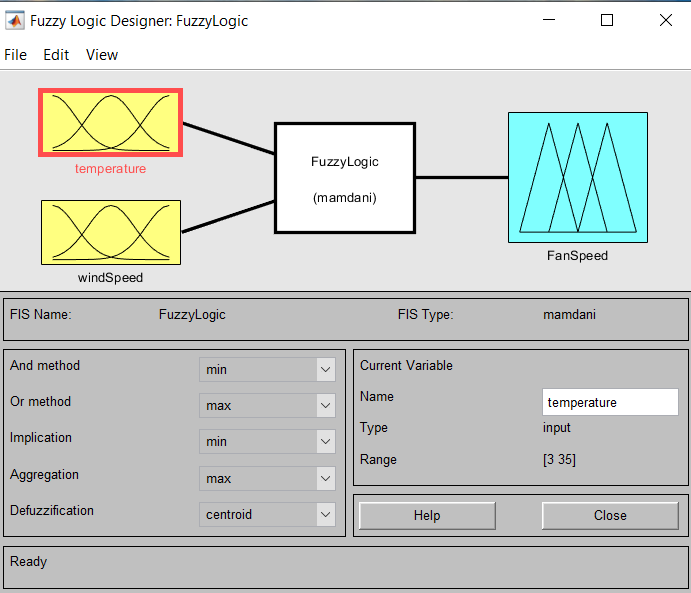 Fuzzy Logic Designer: FuzzyLogic
File Edit View
temperature
FuzzyLogic
(mamdani)
windSpeed
FanSpeed
FIS Name: FuzzyLogic FIS Type: mamdani
And method min
Or method max
Implication min
Aggregation max
Defuzzification centroid
Current Variable
Name temperature
Type input
Range [3 35]
Help Close
Ready